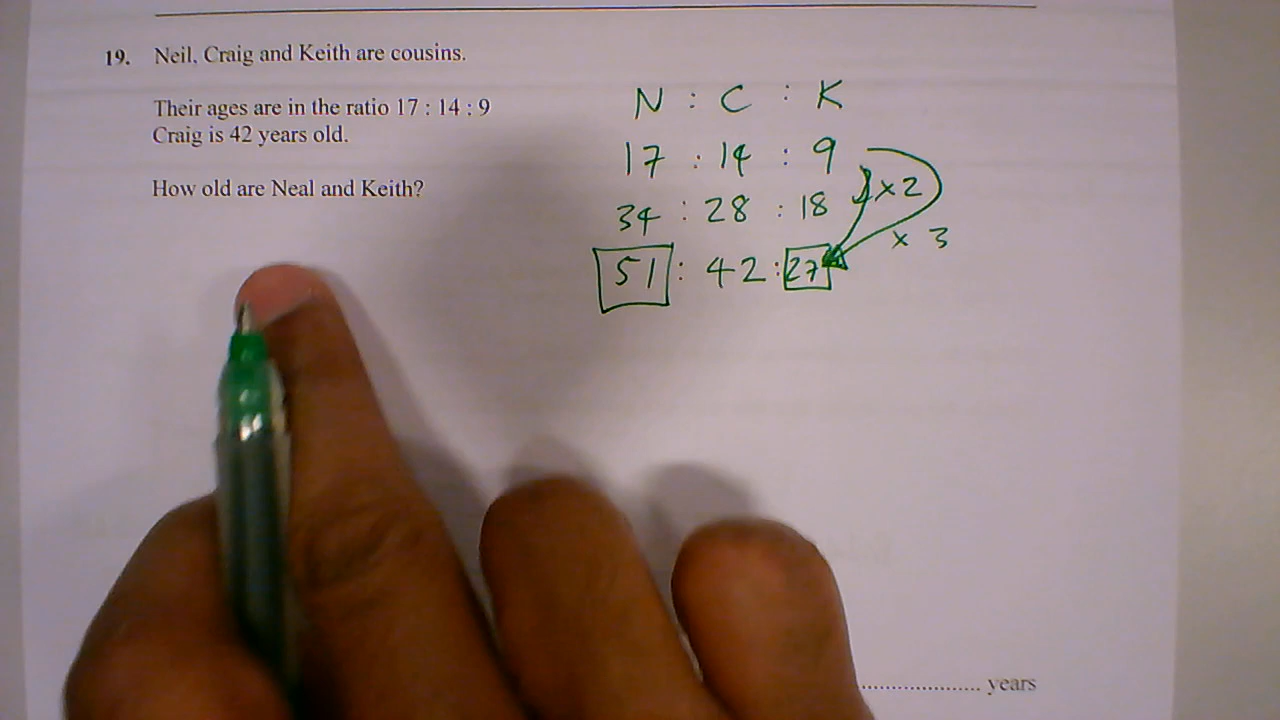 19. Neil, Craig and Keith are cousins.
Their ages are in the ratio 17 : 14 : 9
Craig is 42 years old.
How old are Neal and Keith?
N : C : K
17 : 14 : 9
34 : 28 : 18 x 2
x 3
51 : 42 : 27
.................... years